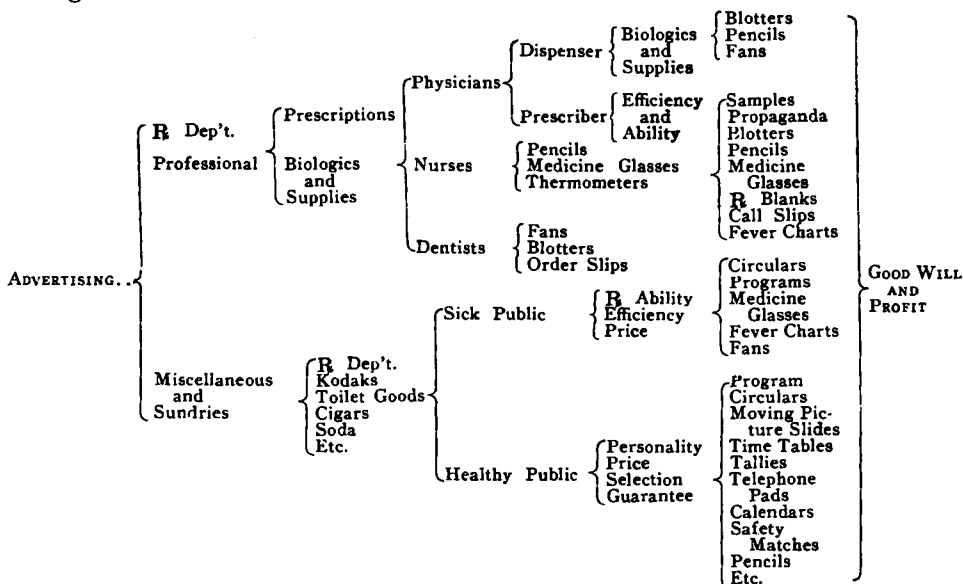 Blotters
Pencils
Fans
Biologics
and
Supplies
Dispenser
Physicians
Prescriber
Efficiency
and
Ability
Samples
Propaganda
Blotters
Pencils
Medicine
Glasses
℞ Blanks
Call Slips
Fever Charts
℞ Dep't.
Professional
Prescriptions
Biologics
and
Supplies
Nurses
Pencils
Medicine Glasses
Thermometers
Dentists
Fans
Blotters
Order Slips
ADVERTISING..
GOOD WILL
AND
PROFIT
Sick Public
℞ Ability
Efficiency
Price
Circulars
Programs
Medicine
Glasses
Fever Charts
Fans
Miscellaneous
and
Sundries
℞ Dep't.
Kodaks
Toilet Goods
Cigars
Soda
Etc.
Healthy Public
Personality
Price
Selection
Guarantee
Program
Circulars
Moving Pic-
ture Slides
Time Tables
Tallies
Telephone
Pads
Calendars
Safety
Matches
Pencils
Etc.